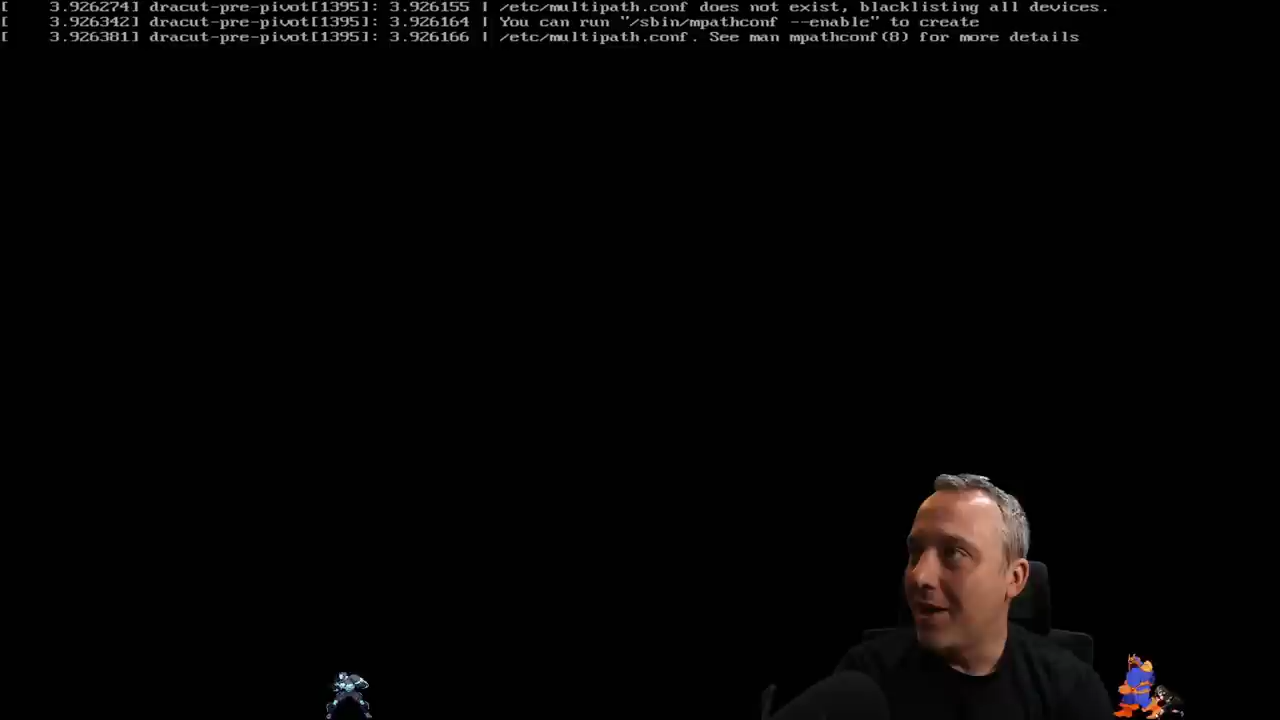 [    3.926274] dracut-pre-pivot[1395]: 3.926155 | /etc/multipath.conf does not exist, blacklisting all devices.
[    3.926342] dracut-pre-pivot[1395]: 3.926164 | You can run "/sbin/mpathconf --enable" to create
[    3.926381] dracut-pre-pivot[1395]: 3.926166 | /etc/multipath.conf. See man mpathconf(8) for more details